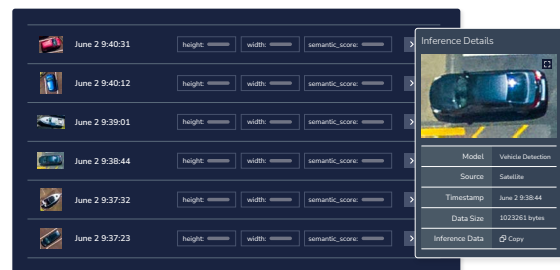 June 2 9:40:31 height: width: semantic_score:
June 2 9:40:12 height: width: semantic_score:
June 2 9:39:01 height: width: semantic_score:
June 2 9:38:44 height: width: semantic_score:
June 2 9:37:32 height: width: semantic_score:
June 2 9:37:23 height: width: semantic_score:
Inference Details
Model Vehicle Detection
Source Satellite
Timestamp June 2 9:38:44
Data Size 1023261 bytes
Inference Data Copy